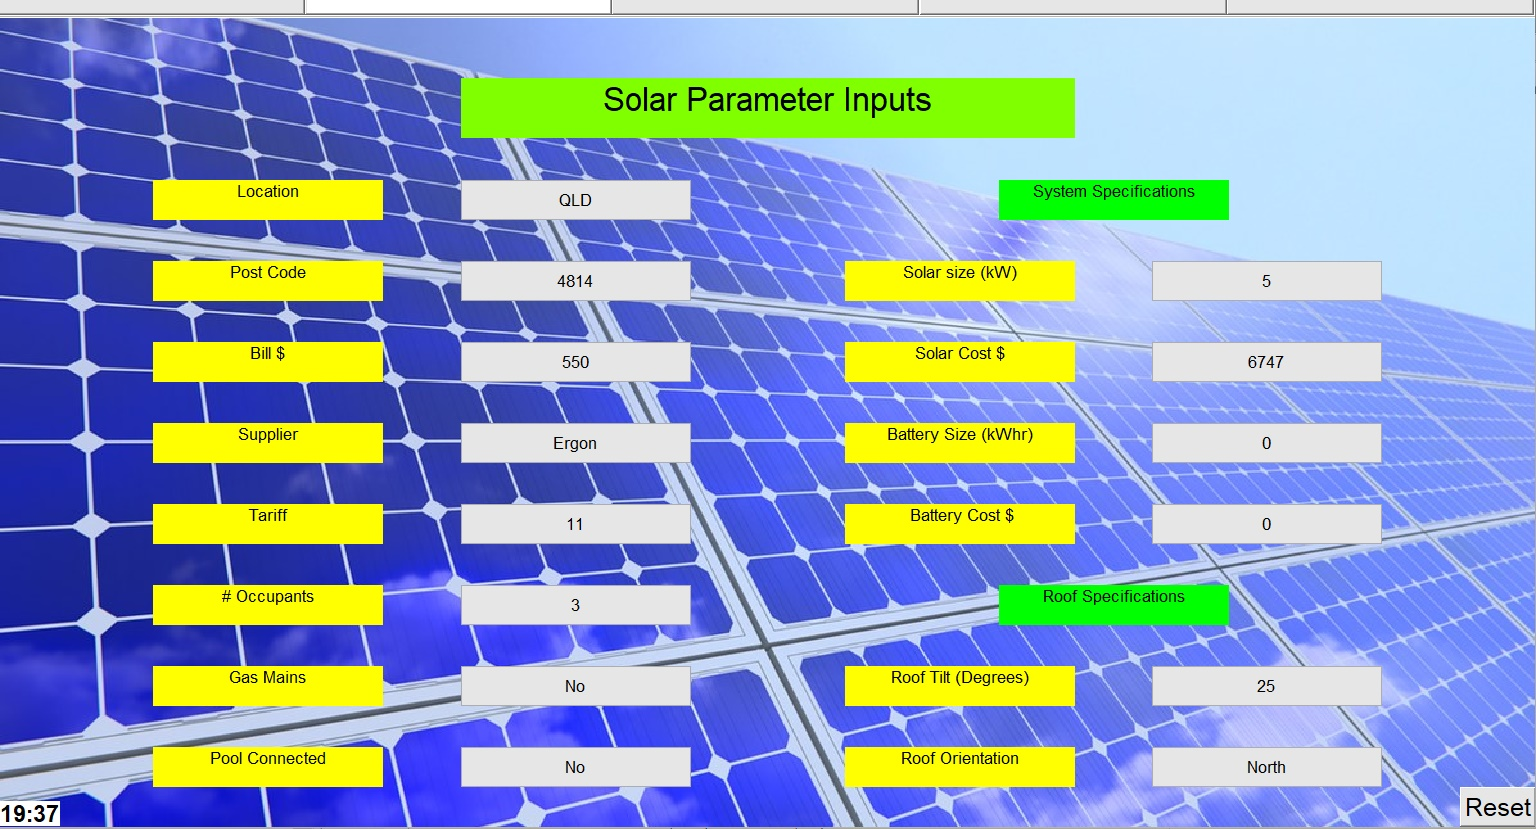 Solar Parameter Inputs
Location QLD System Specifications
Post Code 4814 Solar size (kW) 5
Bill $ 550 Solar Cost $ 6747
Supplier Ergon Battery Size (kWhr) 0
Tariff 11 Battery Cost $ 0
# Occupants 3 Roof Specifications
Gas Mains No Roof Tilt (Degrees) 25
Pool Connected No Roof Orientation North
19:37 Reset